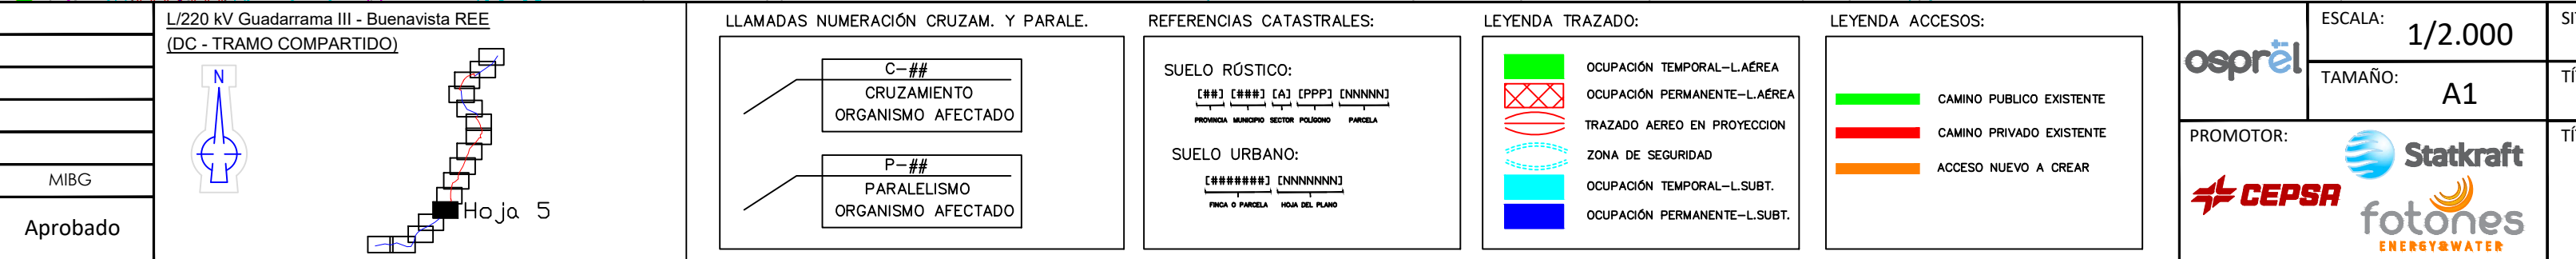 MIBG
Aprobado
L/220 kV Guadarrama III - Buenavista REE
(DC - TRAMO COMPARTIDO)
N
Hoja 5
LLAMADAS NUMERACIÓN CRUZAM. Y PARALE.
C-##
CRUZAMIENTO
ORGANISMO AFECTADO
P-##
PARALELISMO
ORGANISMO AFECTADO
REFERENCIAS CATASTRALES:
SUELO RÚSTICO:
[##] [###] [A] [PPP] [NNNNN]
PROVINCIA MUNICIPIO SECTOR POLÍGONO PARCELA
SUELO URBANO:
[#######] [NNNNNNN]
FINCA O PARCELA HOJA DEL PLANO
LEYENDA TRAZADO:
OCUPACIÓN TEMPORAL-L.AÉREA
OCUPACIÓN PERMANENTE-L.AÉREA
TRAZADO AEREO EN PROYECCION
ZONA DE SEGURIDAD
OCUPACIÓN TEMPORAL-L.SUBT.
OCUPACIÓN PERMANENTE-L.SUBT.
LEYENDA ACCESOS:
CAMINO PUBLICO EXISTENTE
CAMINO PRIVADO EXISTENTE
ACCESO NUEVO A CREAR
osprël
ESCALA:
1/2.000
TAMAÑO:
A1
PROMOTOR:
Statkraft
CEPSA
fotones
ENERGY&WATER